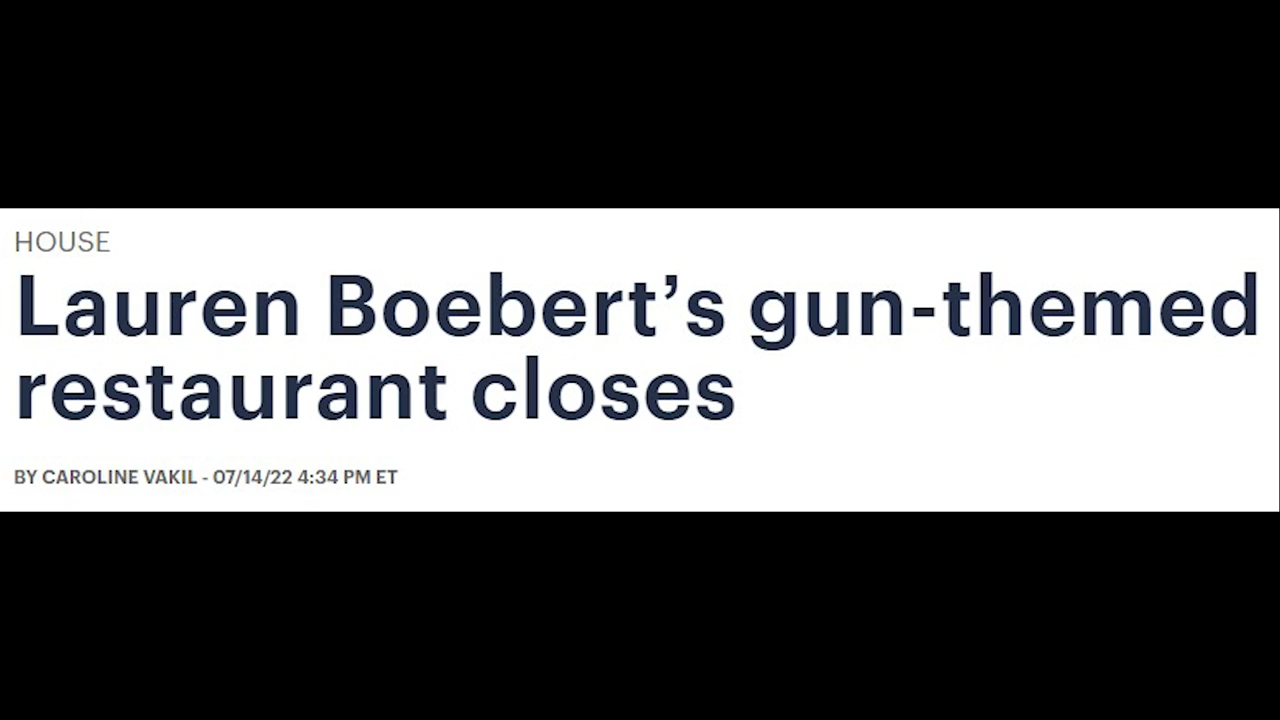 HOUSE
Lauren Boebert’s gun-themed
restaurant closes
BY CAROLINE VAKIL - 07/14/22 4:34 PM ET